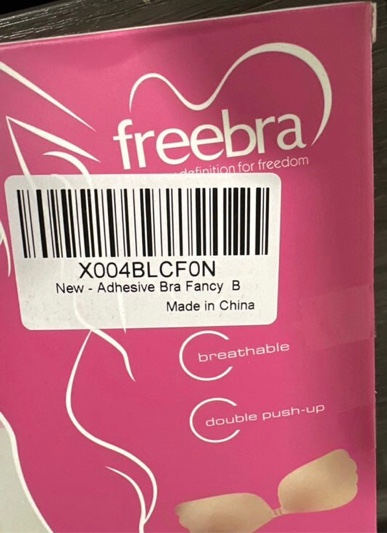 freebra
definition for freedom
X004BLCF0N
New - Adhesive Bra Fancy B
Made in China
breathable
double push-up